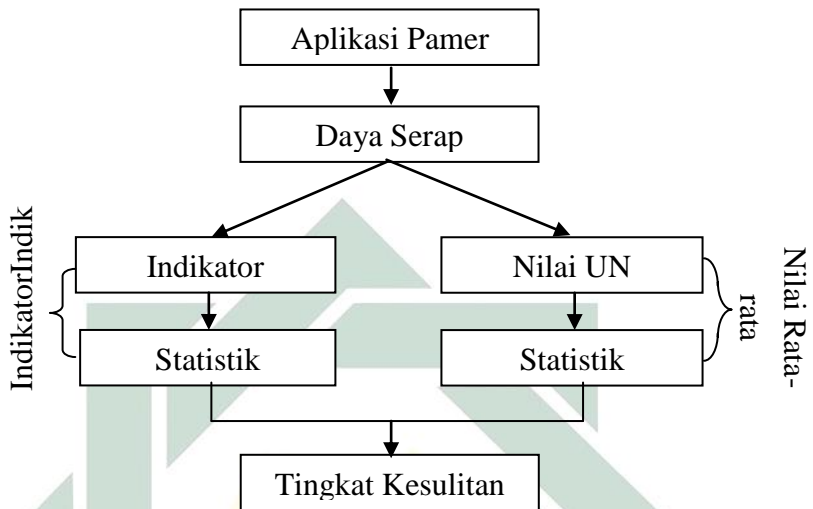 Aplikasi Pamer
Daya Serap
IndikatorIndik
Indikator
Nilai UN
Nilai Rata-
rata
Statistik
Statistik
Tingkat Kesulitan